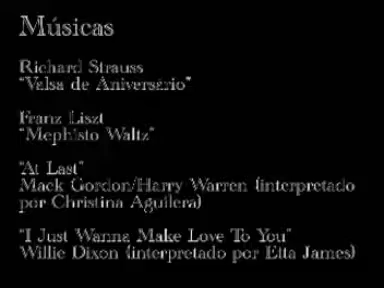 Músicas
Richard Strauss
"Valsa de Aniversário"
Franz Liszt
"Mephisto Waltz"
"At Last"
Mack Gordon/Harry Warren (interpretado
por Christina Aguilera)
"I Just Wanna Make Love To You"
Willie Dixon (interpretado por Etta James)